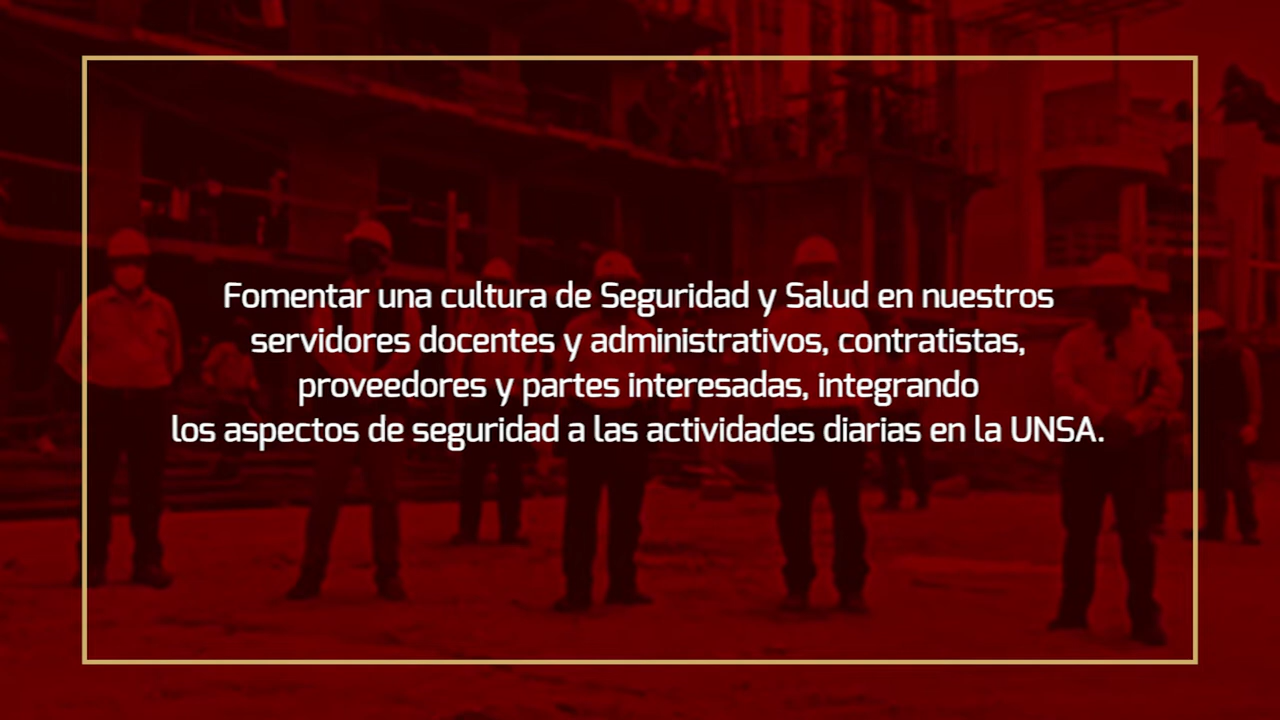 Fomentar una cultura de Seguridad y Salud en nuestros
servidores docentes y administrativos, contratistas,
proveedores y partes interesadas, integrando
los aspectos de seguridad a las actividades diarias en la UNSA.